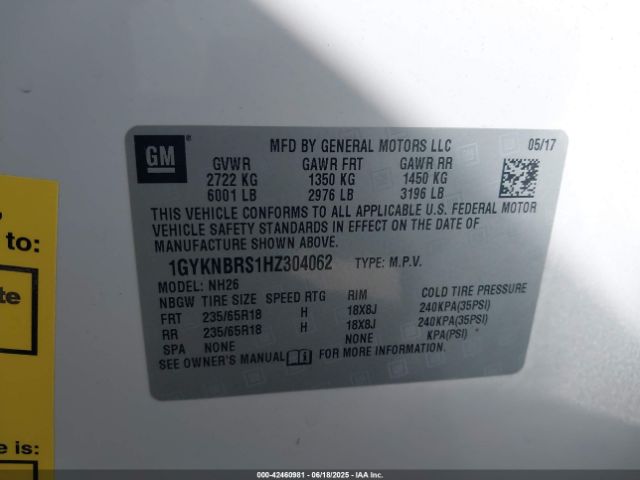 GM
MFD BY GENERAL MOTORS LLC 05/17
GVWR GAWR FRT GAWR RR
2722 KG 1350 KG 1450 KG
6001 LB 2976 LB 3196 LB
THIS VEHICLE CONFORMS TO ALL APPLICABLE U.S. FEDERAL MOTOR
VEHICLE SAFETY STANDARDS IN EFFECT ON THE DATE OF
MANUFACTURE SHOWN ABOVE.
1GYKNBRS1HZ304062 TYPE: M.P.V.
MODEL: NH26
NBGW TIRE SIZE SPEED RTG RIM COLD TIRE PRESSURE
FRT 235/65R18 H 18X8J 240KPA(35PSI)
RR 235/65R18 H 18X8J 240KPA(35PSI)
SPA NONE NONE KPA(PSI)
SEE OWNER'S MANUAL FOR MORE INFORMATION.
to:
te
e is:
000-42460981 - 06/18/2025 - IAA Inc.